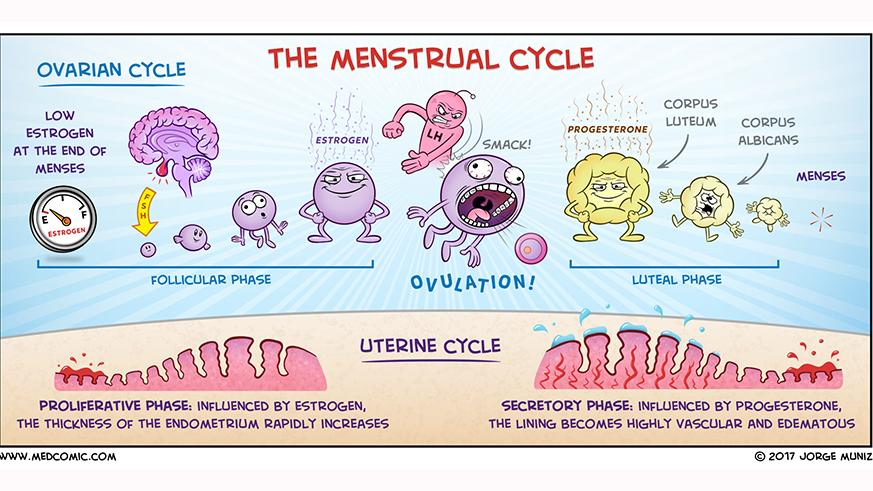 THE MENSTRUAL CYCLE
OVARIAN CYCLE
LOW
ESTROGEN
AT THE END OF
MENSES
E F
ESTROGEN
FSH
ESTROGEN
LH
SMACK!
OVULATION!
PROGESTERONE
CORPUS
LUTEUM
CORPUS
ALBICANS
MENSES
FOLLICULAR PHASE
LUTEAL PHASE
UTERINE CYCLE
PROLIFERATIVE PHASE: INFLUENCED BY ESTROGEN,
THE THICKNESS OF THE ENDOMETRIUM RAPIDLY INCREASES
SECRETORY PHASE: INFLUENCED BY PROGESTERONE,
THE LINING BECOMES HIGHLY VASCULAR AND EDEMATOUS
WWW.MEDCOMIC.COM
© 2017 JORGE MUNIZ